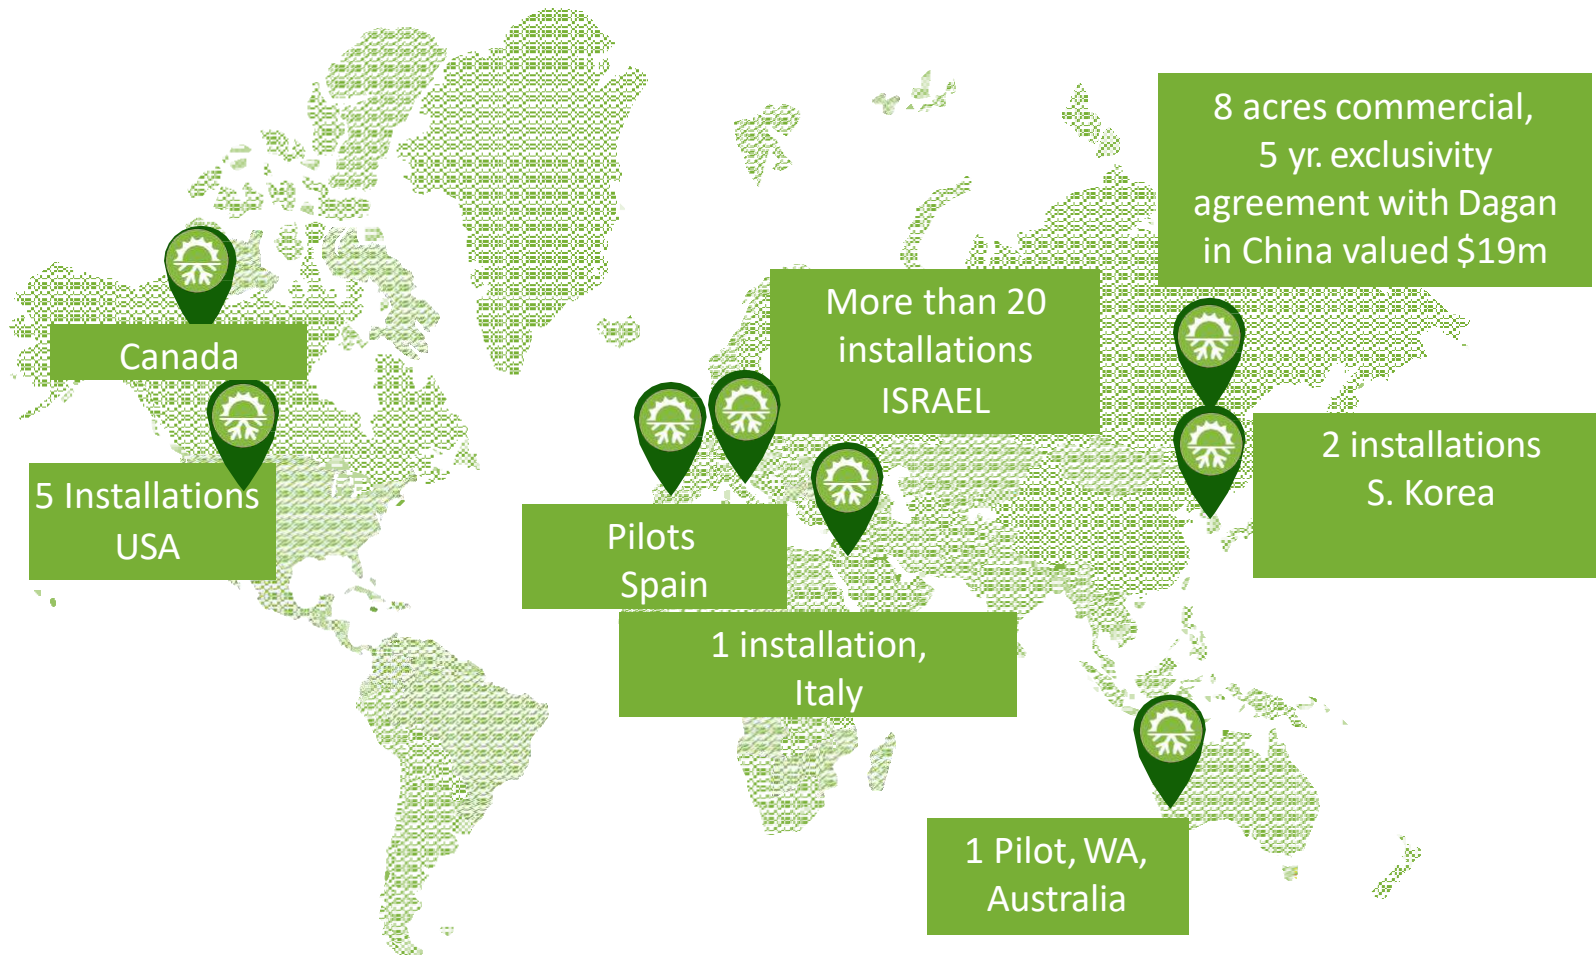 8 acres commercial,
5 yr. exclusivity
agreement with Dagan
in China valued $19m
More than 20
installations
ISRAEL
Canada
2 installations
S. Korea
5 Installations
USA
Pilots
Spain
1 installation,
Italy
1 Pilot, WA,
Australia